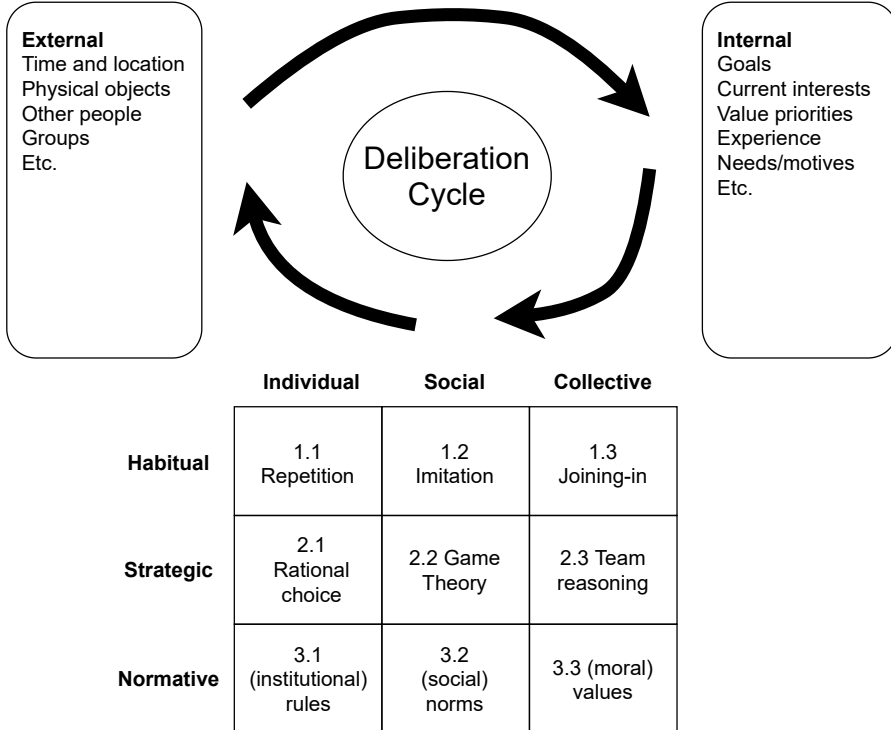 External
Time and location
Physical objects
Other people
Groups
Etc.
Deliberation
Cycle
Internal
Goals
Current interests
Value priorities
Experience
Needs/motives
Etc.
Individual
Social
Collective
Habitual
1.1
Repetition
1.2
Imitation
1.3
Joining-in
Strategic
2.1
Rational
choice
2.2 Game
Theory
2.3 Team
reasoning
Normative
3.1
(institutional)
rules
3.2
(social)
norms
3.3 (moral)
values